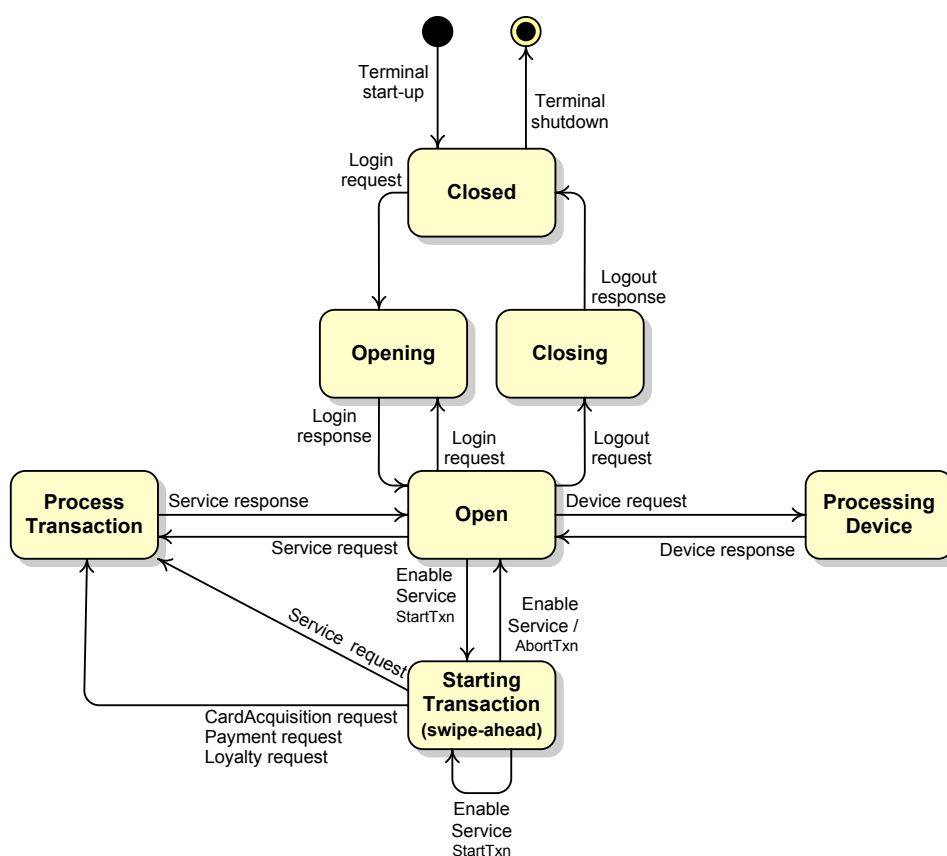 Terminal
start-up
Terminal
shutdown
Login
request
Closed
Logout
response
Opening
Closing
Login
response
Login
request
Logout
request
Process
Transaction
Service response
Open
Device request
Processing
Device
Service request
Device response
Enable
Service
StartTxn
Enable
Service /
AbortTxn
Service request
Starting
Transaction
(swipe-ahead)
CardAcquisition request
Payment request
Loyalty request
Enable
Service
StartTxn